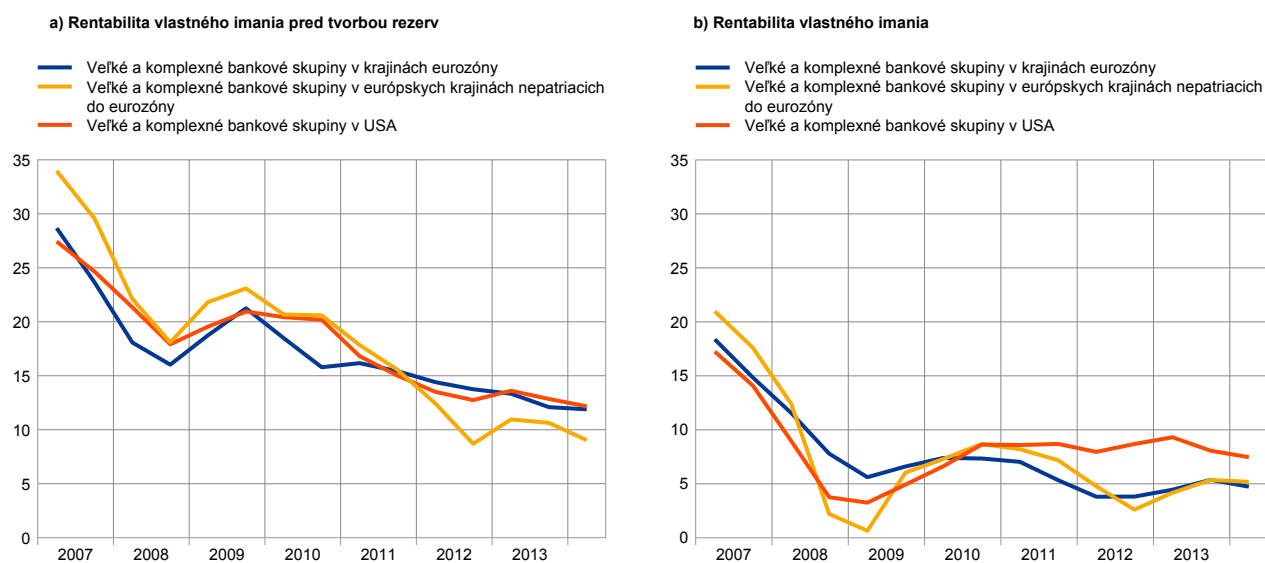 a) Rentabilita vlastného imania pred tvorbou rezerv
Veľké a komplexné bankové skupiny v krajinách eurozóny
Veľké a komplexné bankové skupiny v európskych krajinách nepatriacich
do eurozóny
Veľké a komplexné bankové skupiny v USA
35
30
25
20
15
10
5
0
2007 2008 2009 2010 2011 2012 2013
b) Rentabilita vlastného imania
Veľké a komplexné bankové skupiny v krajinách eurozóny
Veľké a komplexné bankové skupiny v európskych krajinách nepatriacich
do eurozóny
Veľké a komplexné bankové skupiny v USA
35
30
25
20
15
10
5
0
2007 2008 2009 2010 2011 2012 2013